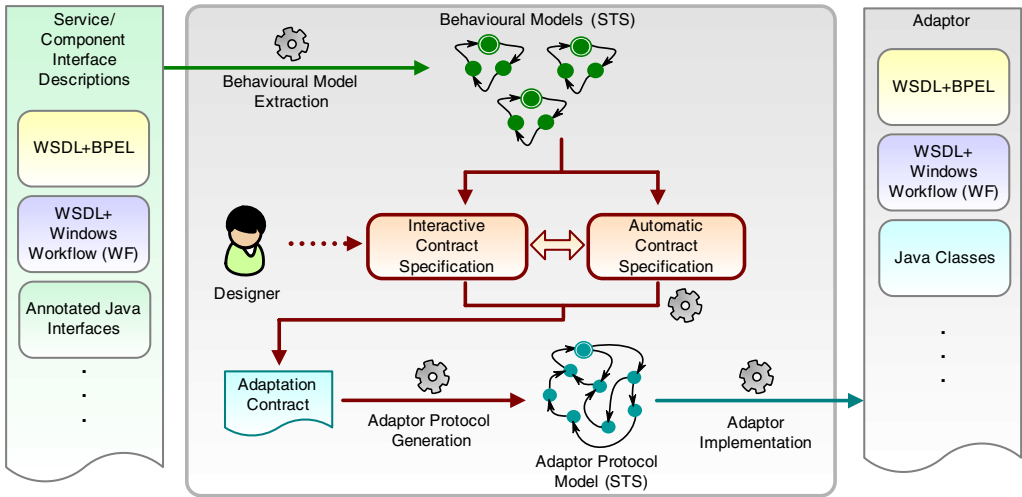 Service/
Component
Interface
Descriptions
WSDL+BPEL
WSDL+
Windows
Workflow (WF)
Annotated Java
Interfaces
.
.
.
Behavioural Model
Extraction
Behavioural Models (STS)
Designer
Interactive
Contract
Specification
Automatic
Contract
Specification
Adaptation
Contract
Adaptor Protocol
Generation
Adaptor Protocol
Model (STS)
Adaptor
Implementation
Adaptor
WSDL+BPEL
WSDL+
Windows
Workflow (WF)
Java Classes
.
.
.